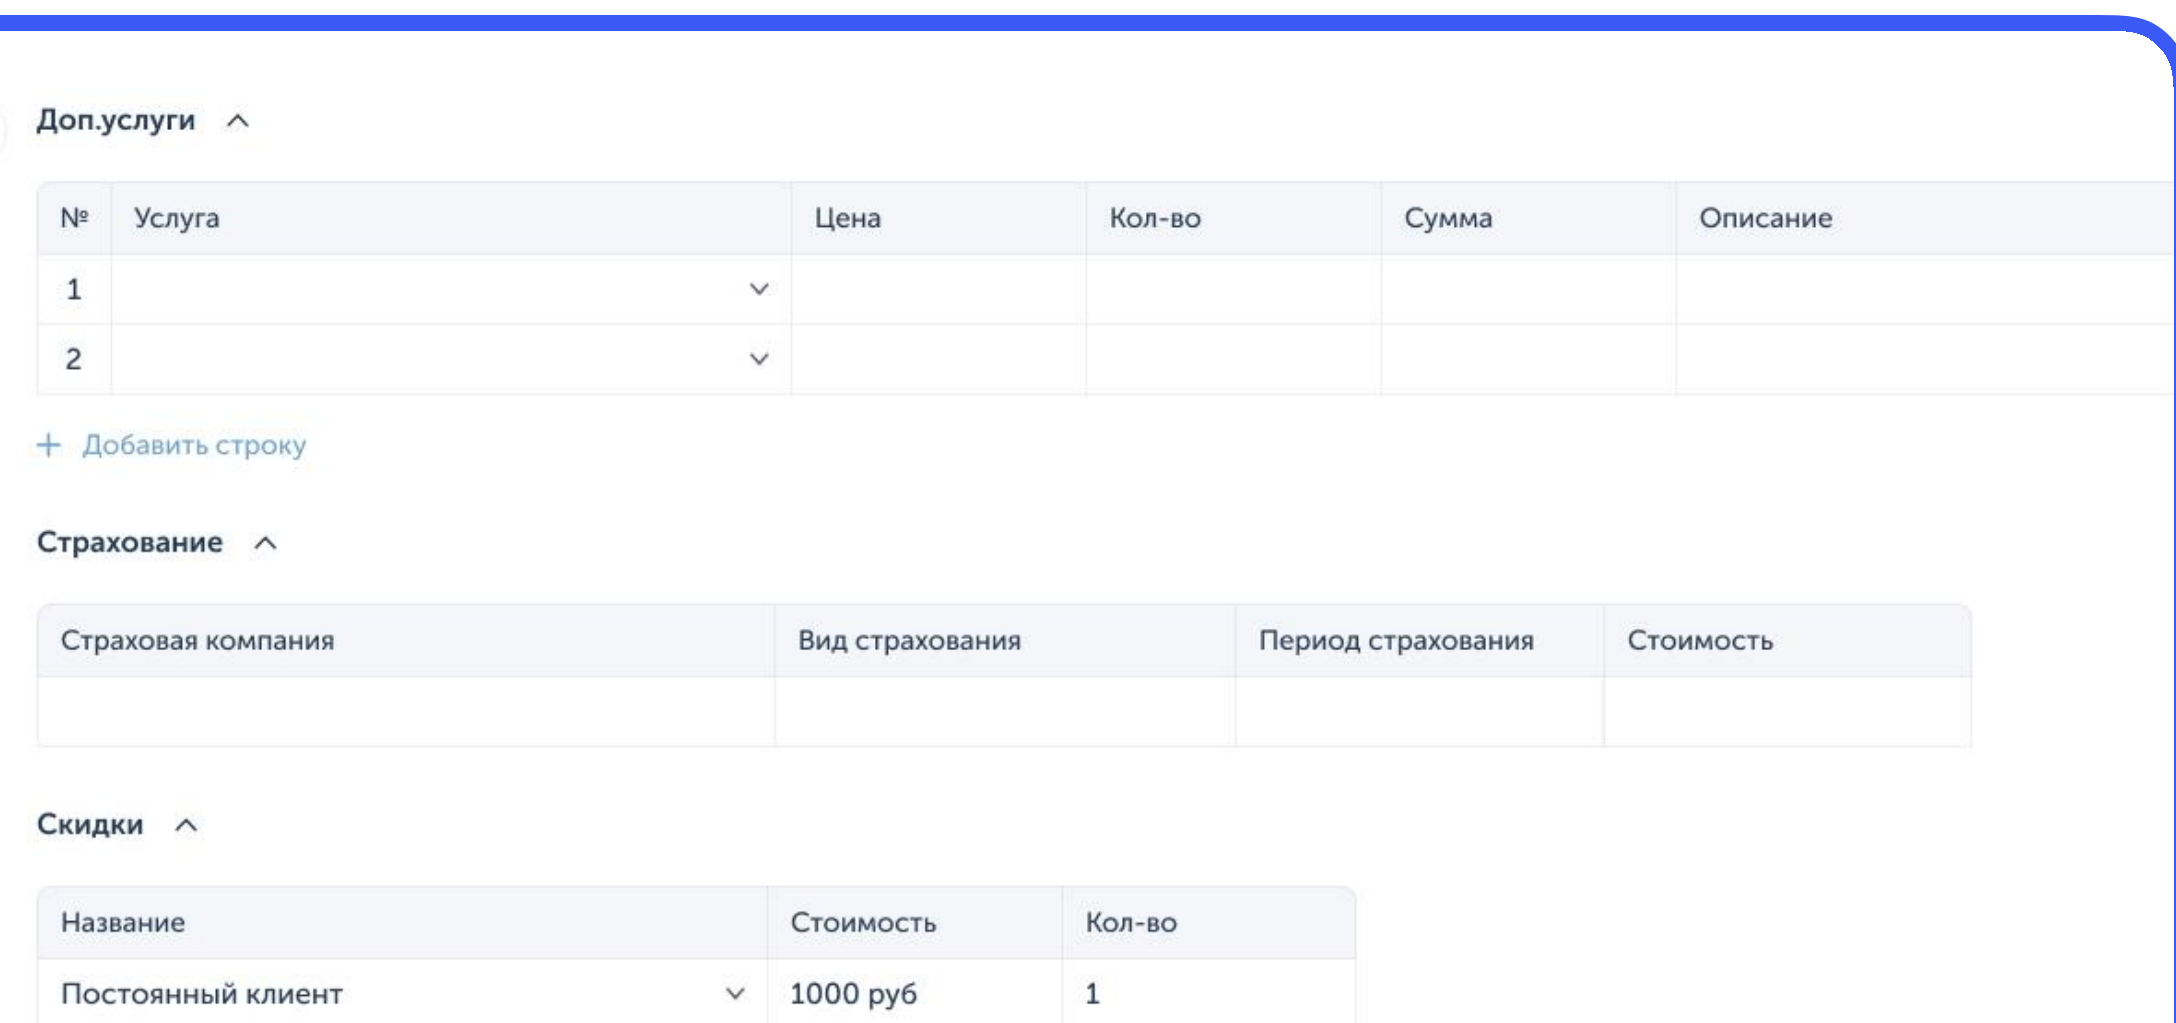 Доп.услуги
№ Услуга Цена Кол-во Сумма Описание
1
2
+ Добавить строку
Страхование
Страховая компания Вид страхования Период страхования Стоимость
Скидки
Название Стоимость Кол-во
Постоянный клиент 1000 руб 1